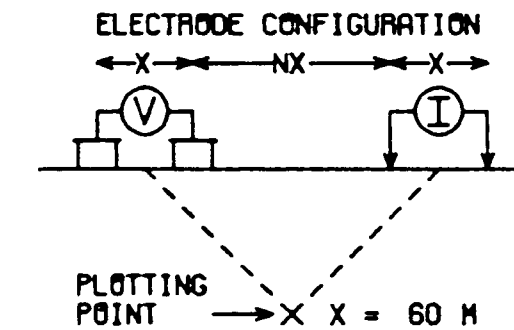 ELECTRODE CONFIGURATION
X NX X
V I
PLOTTING
POINT X X = 60 M